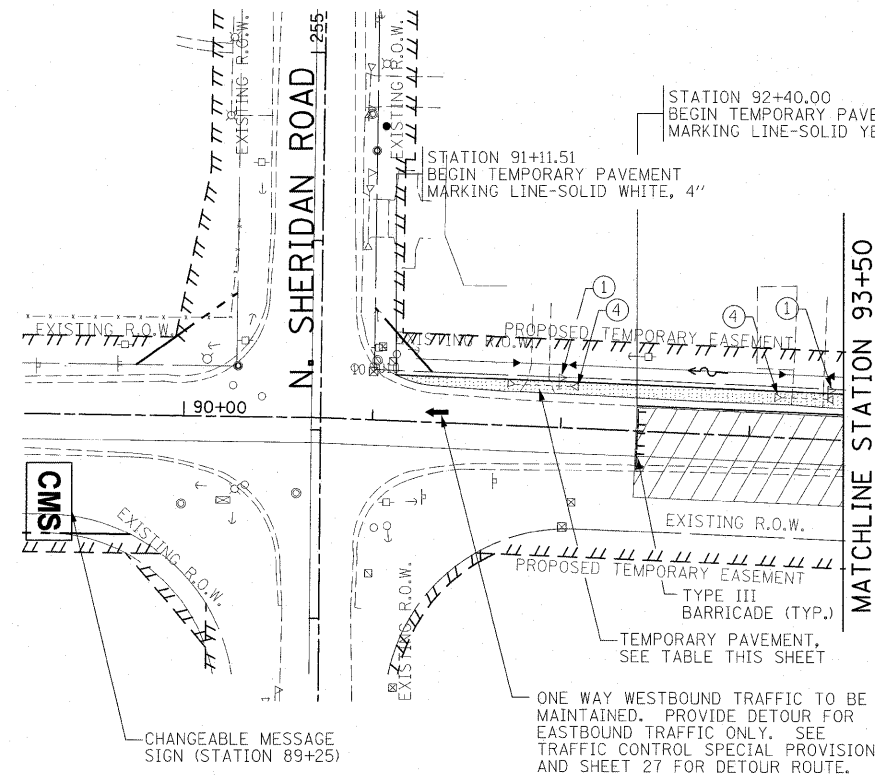 255
EXISTING R.O.W.
N. SHERIDAN ROAD
EXISTING R.O.W.
STATION 92+40.00
BEGIN TEMPORARY PAVE
MARKING LINE-SOLID YE
STATION 91+11.51
BEGIN TEMPORARY PAVEMENT
MARKING LINE-SOLID WHITE, 4"
MATCHLINE STATION 93+50
1
4
4
1
EXISTING R.O.W.
EXISTING R.O.W.
PROPOSED TEMPORARY EASEMENT
90+00
CMS
EXISTING R.O.W.
EXISTING R.O.W.
EXISTING R.O.W.
PROPOSED TEMPORARY EASEMENT
TYPE III
BARRICADE (TYP.)
TEMPORARY PAVEMENT,
SEE TABLE THIS SHEET
ONE WAY WESTBOUND TRAFFIC TO BE
MAINTAINED. PROVIDE DETOUR FOR
EASTBOUND TRAFFIC ONLY. SEE
TRAFFIC CONTROL SPECIAL PROVISION
AND SHEET 27 FOR DETOUR ROUTE.
CHANGEABLE MESSAGE
SIGN (STATION 89+25)